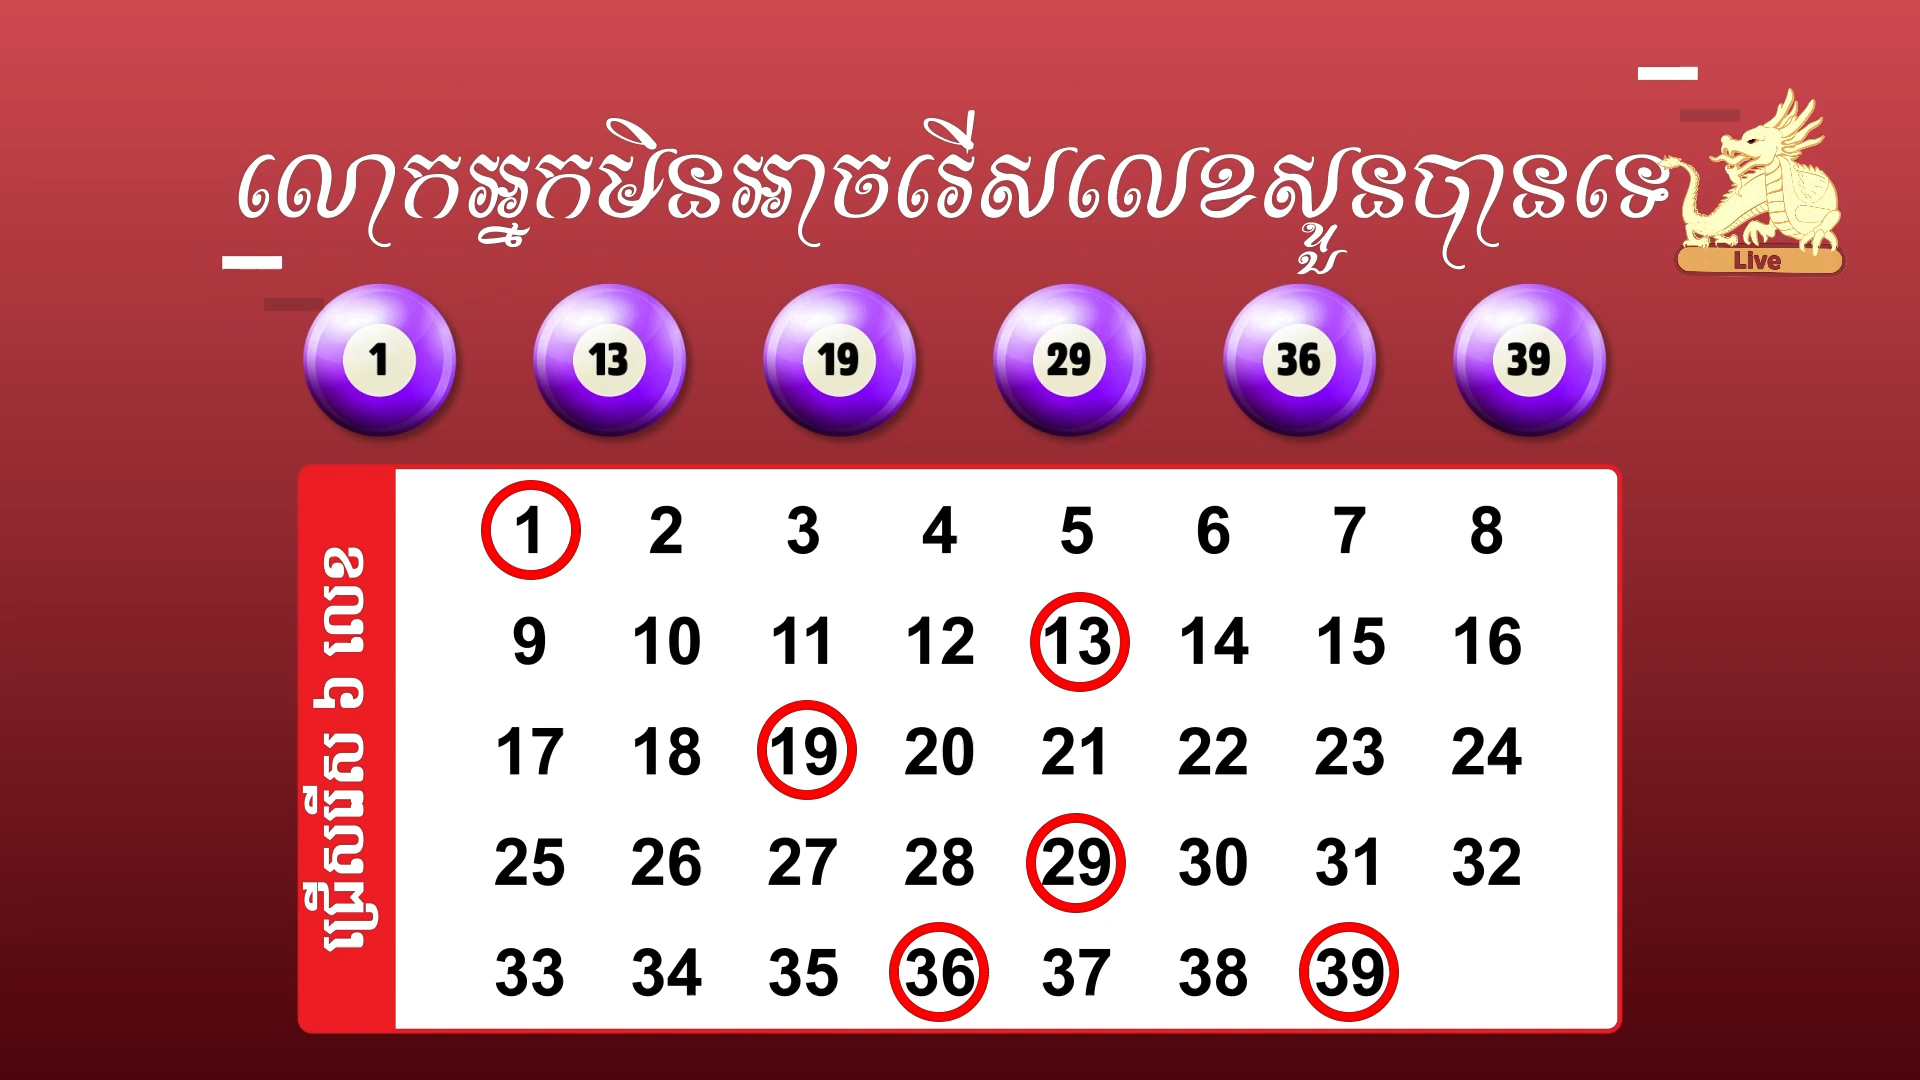 លោកអ្នកមិនអាចរើសលេខសូន្យបានទេ
Live
1 13 19 29 36 39
ជ្រើសរើស ៦ លេខ
1 2 3 4 5 6 7 8
9 10 11 12 13 14 15 16
17 18 19 20 21 22 23 24
25 26 27 28 29 30 31 32
33 34 35 36 37 38 39